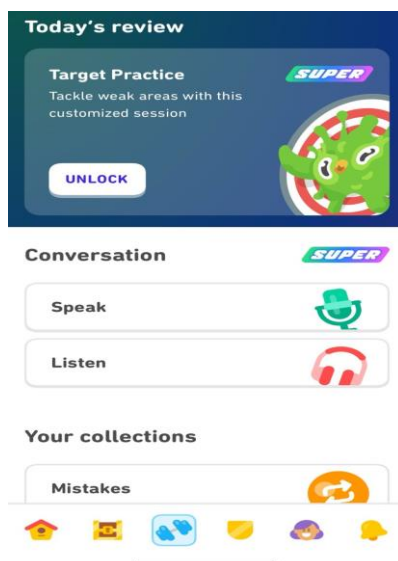 Today's review
Target Practice
SUPER
Tackle weak areas with this
customized session
UNLOCK
Conversation
SUPER
Speak
Listen
Your collections
Mistakes